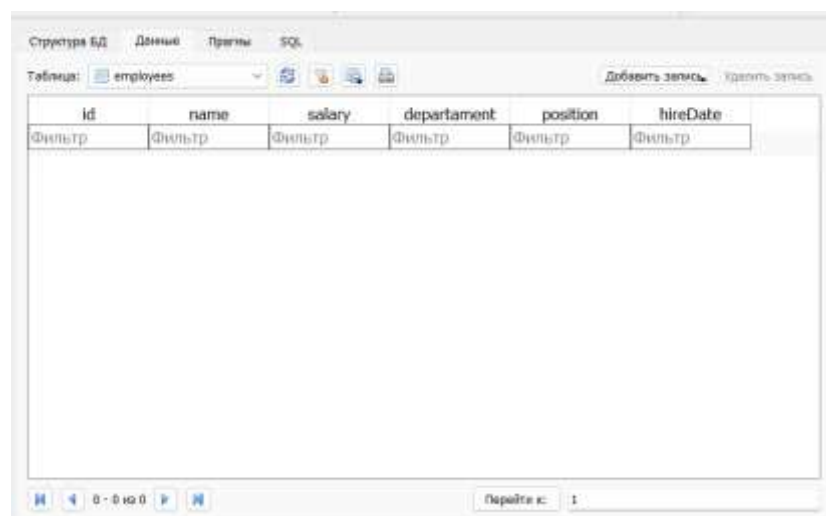 Структура БД Данные Прагмы SQL
Таблица: employees Добавить запись Удалить запись
id name salary departament position hireDate
Фильтр Фильтр Фильтр Фильтр Фильтр Фильтр
0 - 0 из 0 Перейти к: 1